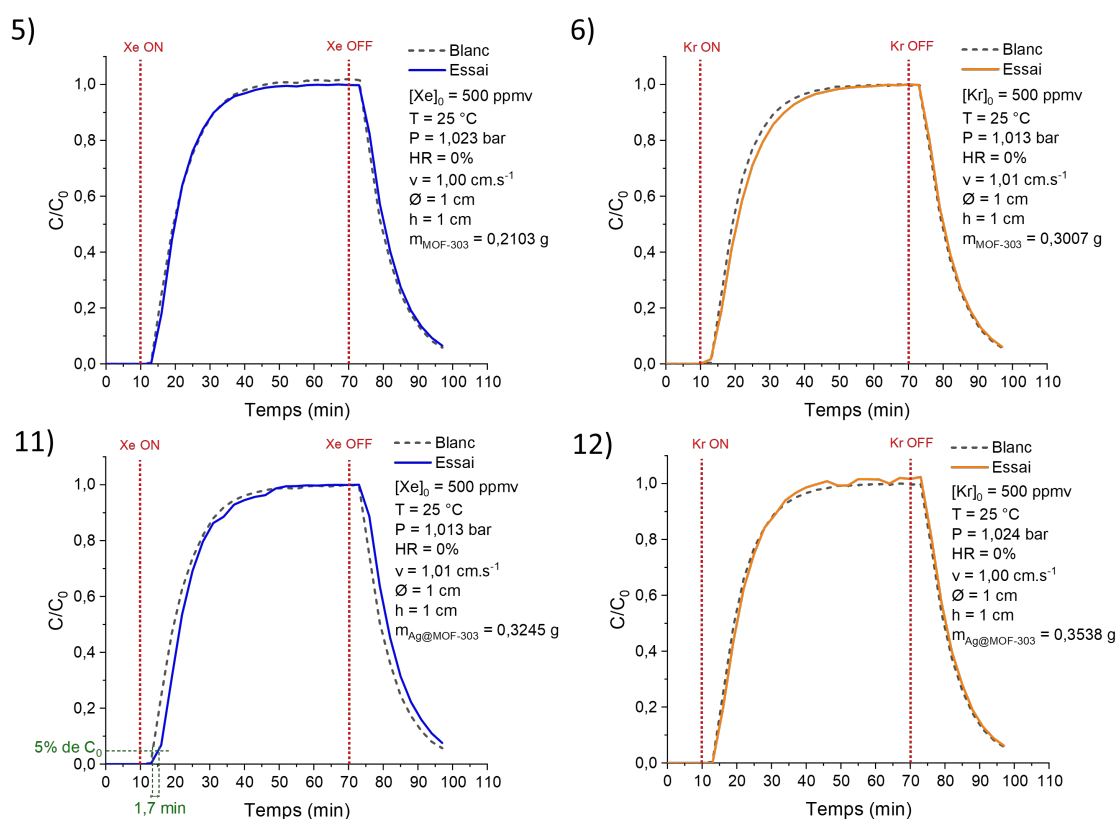 5)
Xe ON
Xe OFF
Blanc
Essai
[Xe]₀ = 500 ppmv
T = 25 °C
P = 1,023 bar
HR = 0%
v = 1,00 cm.s⁻¹
Ø = 1 cm
h = 1 cm
m_MOF-303 = 0,2103 g
C/C₀
1,0
0,8
0,6
0,4
0,2
0,0
0 10 20 30 40 50 60 70 80 90 100 110
Temps (min)
6)
Kr ON
Kr OFF
Blanc
Essai
[Kr]₀ = 500 ppmv
T = 25 °C
P = 1,013 bar
HR = 0%
v = 1,01 cm.s⁻¹
Ø = 1 cm
h = 1 cm
m_MOF-303 = 0,3007 g
C/C₀
1,0
0,8
0,6
0,4
0,2
0,0
0 10 20 30 40 50 60 70 80 90 100 110
Temps (min)
11)
Xe ON
Xe OFF
Blanc
Essai
[Xe]₀ = 500 ppmv
T = 25 °C
P = 1,013 bar
HR = 0%
v = 1,01 cm.s⁻¹
Ø = 1 cm
h = 1 cm
m_Ag@MOF-303 = 0,3245 g
C/C₀
1,0
0,8
0,6
0,4
0,2
5% de C₀
0,0
0 10 20 30 40 50 60 70 80 90 100 110
1,7 min
Temps (min)
12)
Kr ON
Kr OFF
Blanc
Essai
[Kr]₀ = 500 ppmv
T = 25 °C
P = 1,024 bar
HR = 0%
v = 1,00 cm.s⁻¹
Ø = 1 cm
h = 1 cm
m_Ag@MOF-303 = 0,3538 g
C/C₀
1,0
0,8
0,6
0,4
0,2
0,0
0 10 20 30 40 50 60 70 80 90 100 110
Temps (min)